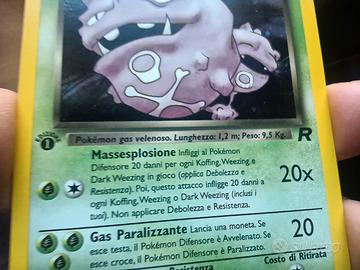 EDITION
1
Pokémon gas velenoso. Lunghezza: 1,2 m; Peso: 9,5 Kg.
R
Massesplosione Infliggi al Pokémon
Difensore 20 danni per ogni Koffing, Weezing e
Dark Weezing in gioco (applica Debolezza e
Resistenza). Poi, questo attacco infligge 20 danni a
ogni Koffing, Weezing o Dark Weezing (inclusi i
tuoi). Non applicare Debolezza e Resistenza.
20x
Gas Paralizzante Lancia una moneta. Se
esce testa, il Pokémon Difensore è Avvelenato. Se
esce croce, il Pokémon Difensore è Paralizzato.
20
Resistenza
Costo di Ritirata